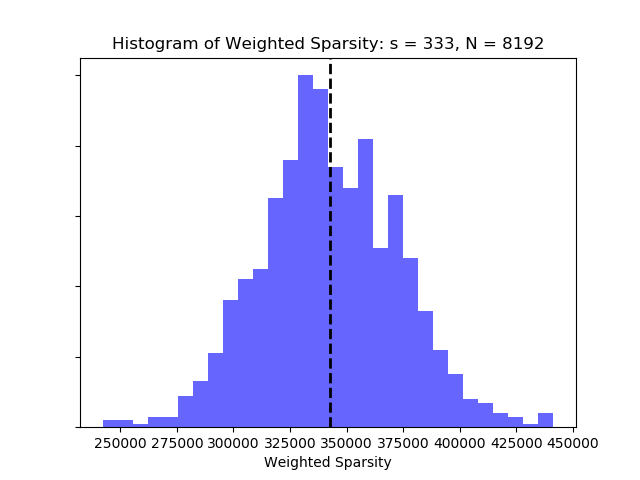 Histogram of Weighted Sparsity: s = 333, N = 8192
250000 275000 300000 325000 350000 375000 400000 425000 450000
Weighted Sparsity